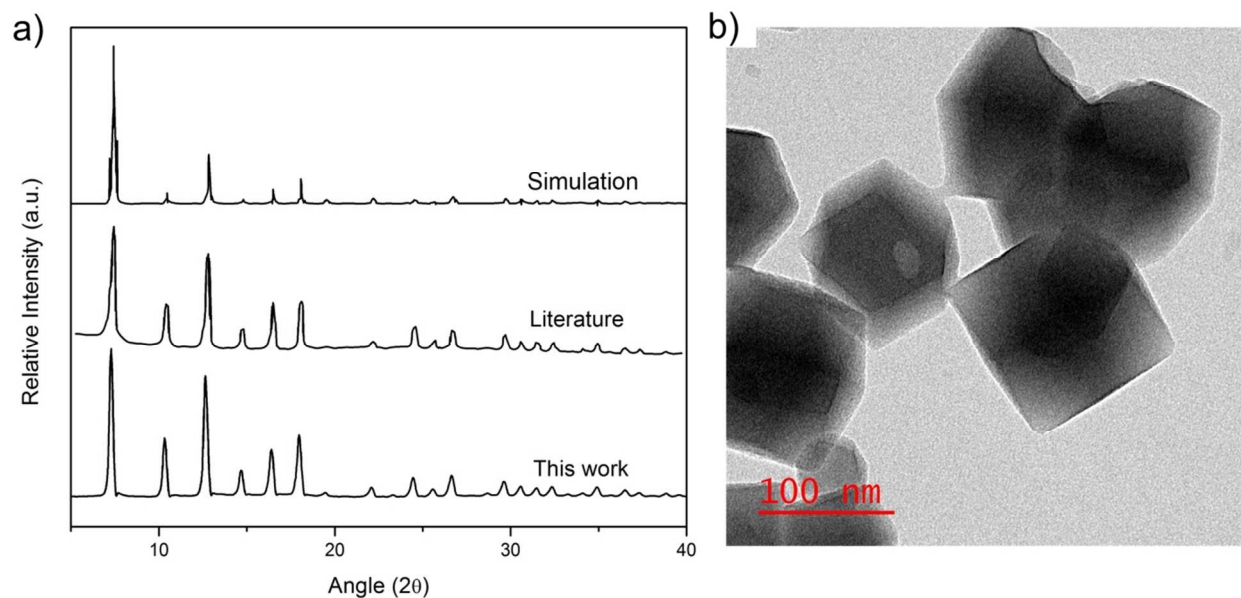 a)
Relative Intensity (a.u.)
Simulation
Literature
This work
10
20
30
40
Angle (2θ)
b)
100 nm